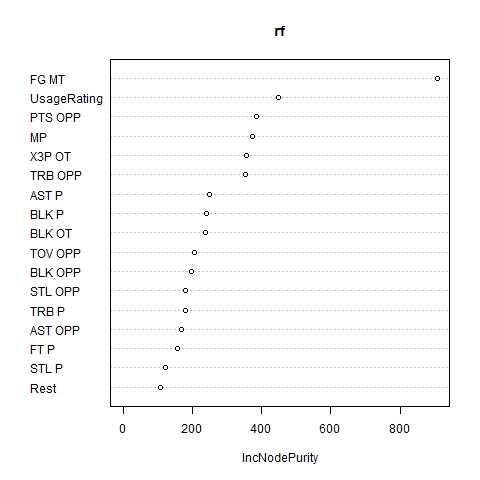 rf
FG MT
UsageRating
PTS OPP
MP
X3P OT
TRB OPP
AST P
BLK P
BLK OT
TOV OPP
BLK OPP
STL OPP
TRB P
AST OPP
FT P
STL P
Rest
0 200 400 600 800
IncNodePurity